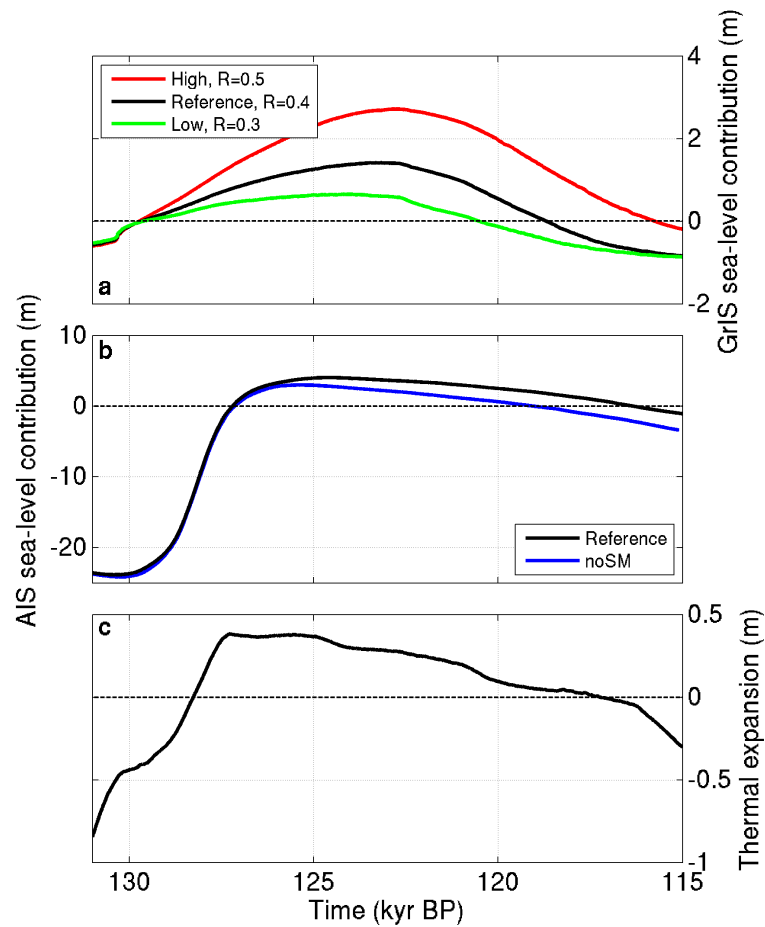 4
High, R=0.5
Reference, R=0.4
Low, R=0.3
2
0
-2
a
GrIS sea-level contribution (m)
10
b
0
-10
-20
AIS sea-level contribution (m)
Reference
noSM
0.5
c
0
-0.5
-1
Thermal expansion (m)
130 125 120 115
Time (kyr BP)